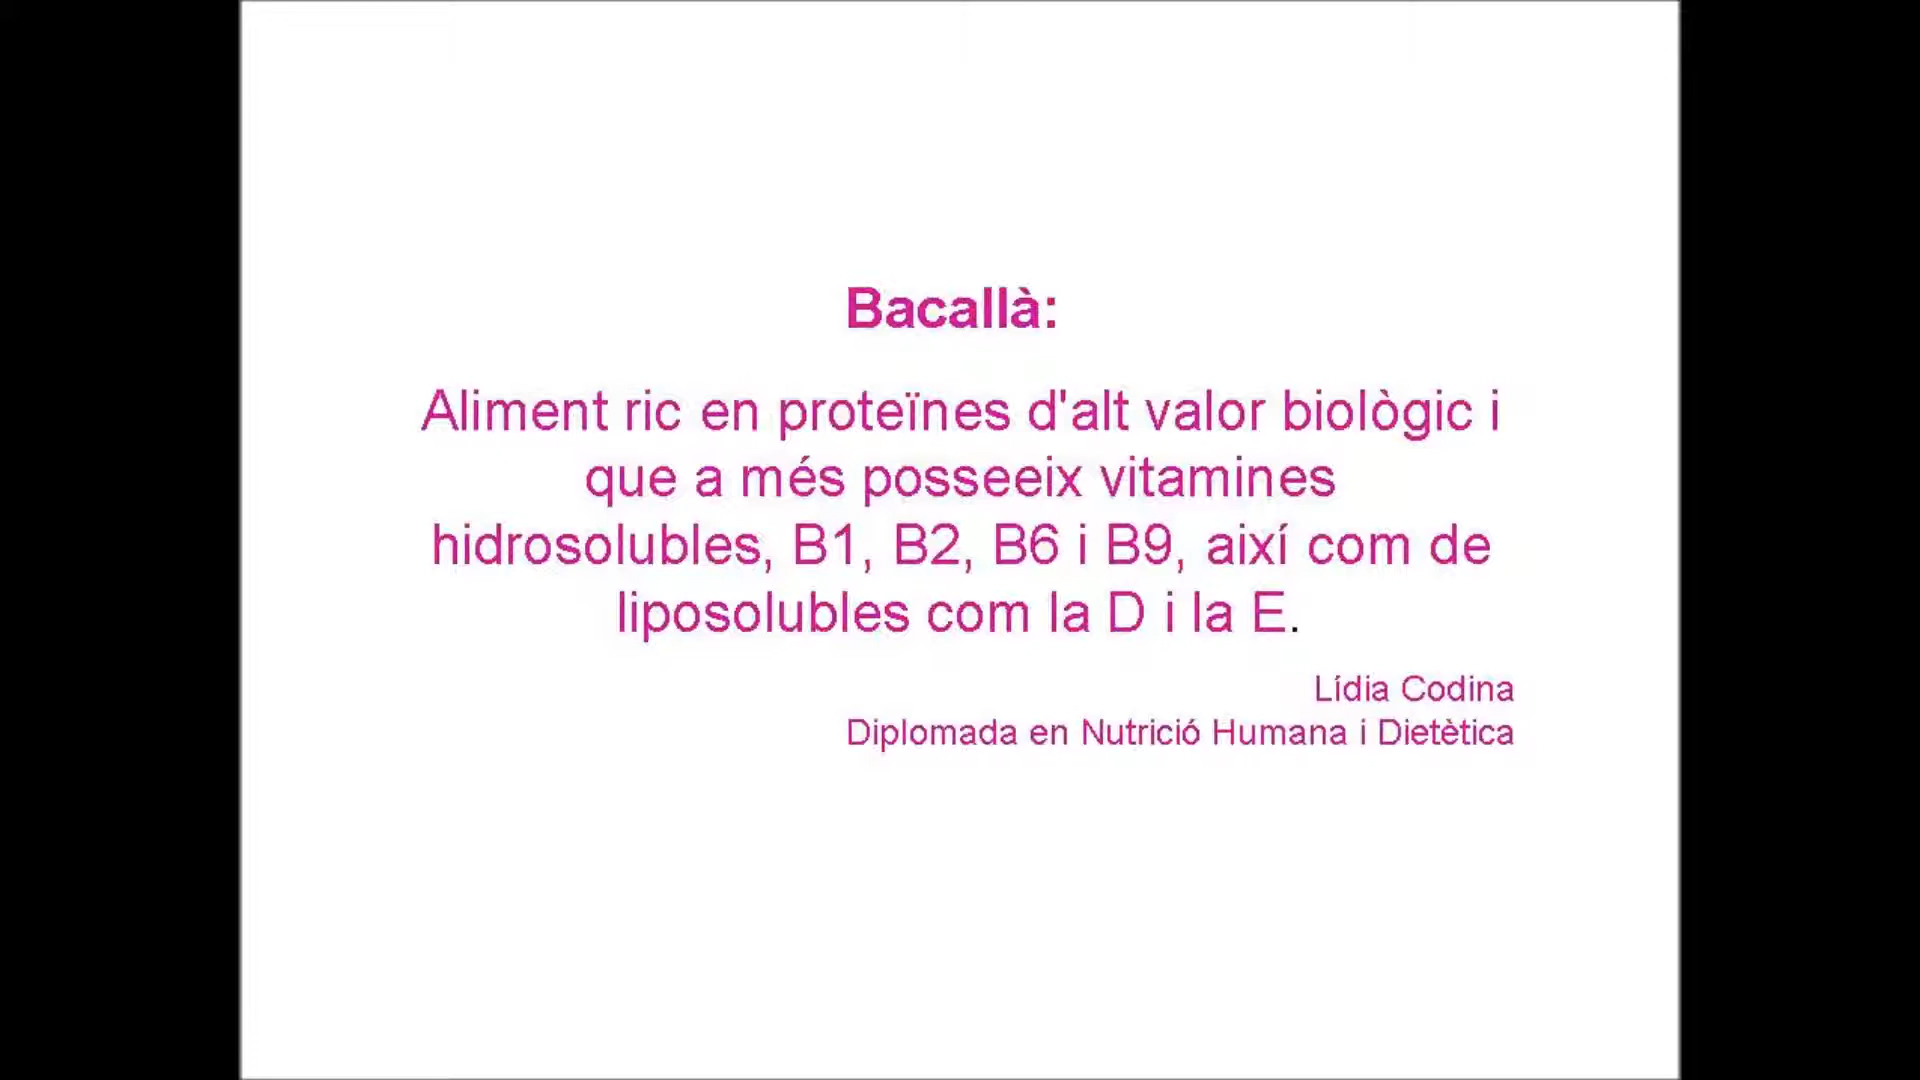 Bacallà:
Aliment ric en proteïnes d'alt valor biològic i
que a més posseeix vitamines
hidrosolubles, B1, B2, B6 i B9, així com de
liposolubles com la D i la E.
Lídia Codina
Diplomada en Nutrició Humana i Dietètica